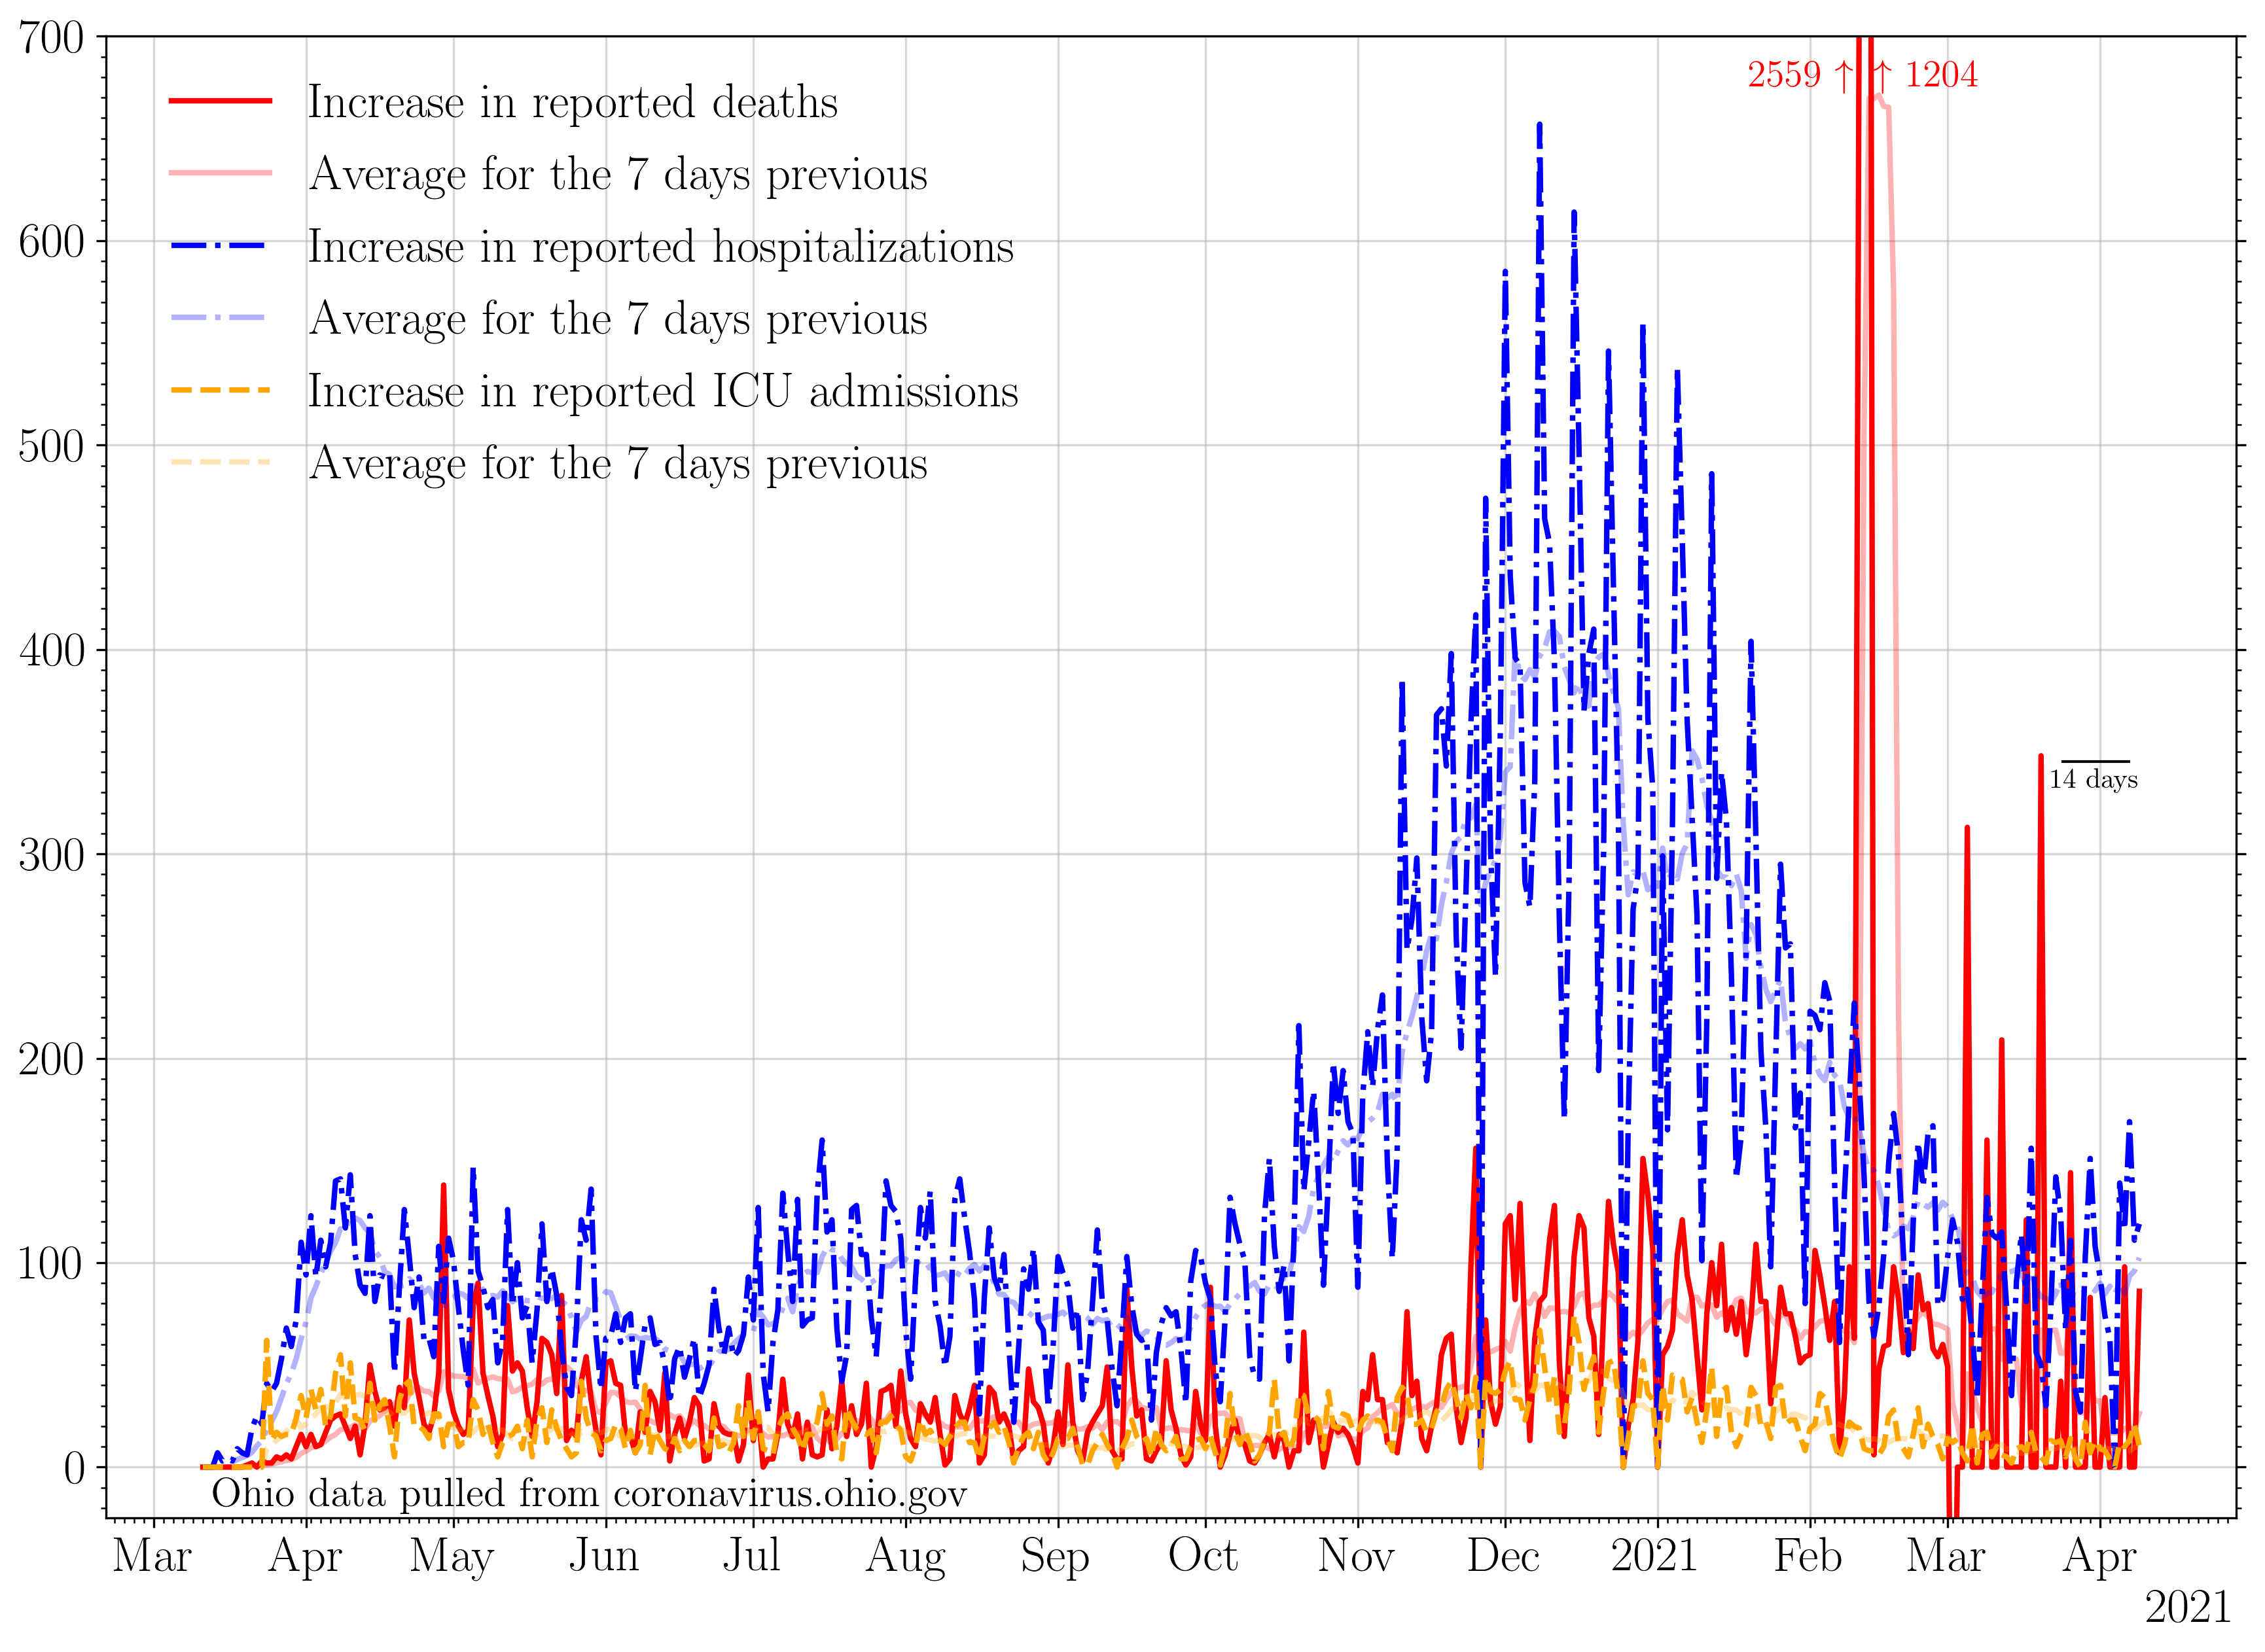 700
600
500
400
300
200
100
0
Increase in reported deaths
Average for the 7 days previous
Increase in reported hospitalizations
Average for the 7 days previous
Increase in reported ICU admissions
Average for the 7 days previous
2559 ↑ ↑ 1204
14 days
Ohio data pulled from coronavirus.ohio.gov
Mar Apr May Jun Jul Aug Sep Oct Nov Dec 2021 Feb Mar Apr
2021